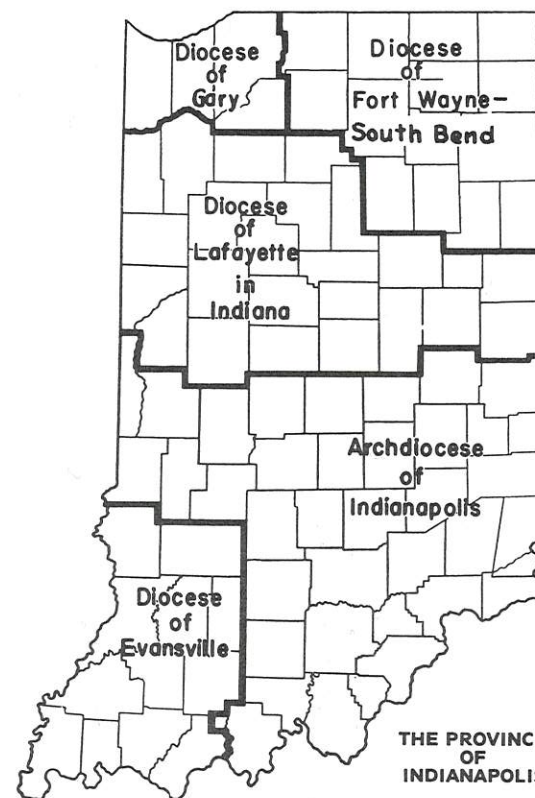 Diocese
of
Gary
Diocese
of
Fort Wayne-
South Bend
Diocese
of
Lafayette
in
Indiana
Archdiocese
of
Indianapolis
Diocese
of
Evansville
THE PROVINC
OF
INDIANAPOLIS